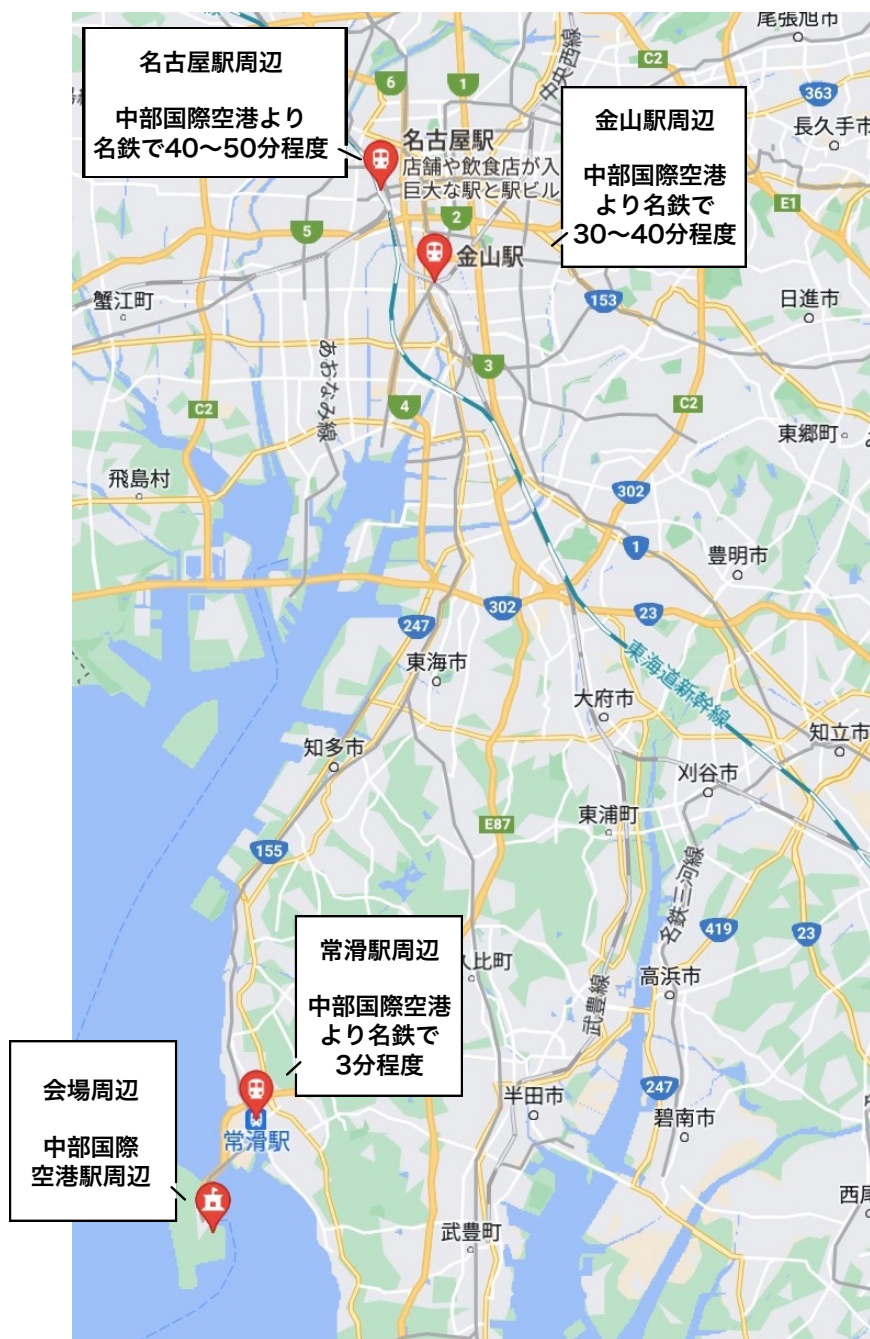 尾張旭市
名古屋駅周辺
中部国際空港より
名鉄で40〜50分程度
C2
6
1
中央西線
363
長久手市
金山駅周辺
中部国際空港
より名鉄で
30〜40分程度
名古屋駅
店舗や飲食店が入
巨大な駅と駅ビル
E1
2
5
金山駅
153
日進市
蟹江町
あおなみ線
3
C2
4
C2
東郷町
飛島村
302
1
豊明市
302
23
247
東海市
東海道新幹線
大府市
知多市
知立市
刈谷市
E87
東浦町
155
名鉄三河線
419
23
常滑駅周辺
中部国際空港
より名鉄で
3分程度
久比町
武豊線
高浜市
会場周辺
中部国際
空港駅周辺
247
半田市
碧南市
常滑駅
西尾
武豊町